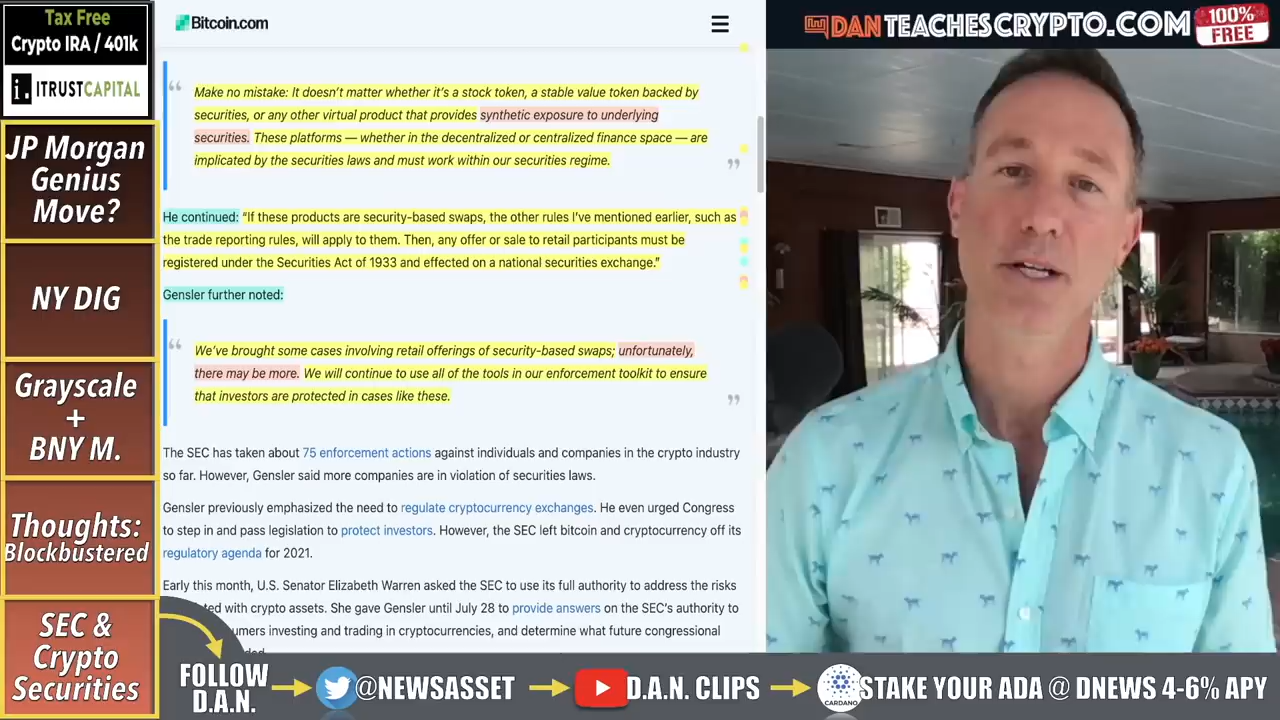 Tax Free
Crypto IRA / 401k
i. ITRUSTCAPITAL
JP Morgan
Genius
Move?
NY DIG
Grayscale
+
BNY M.
Thoughts:
Blockbustered
SEC &
Crypto
Securities
Bitcoin.com
“ Make no mistake: It doesn’t matter whether it’s a stock token, a stable value token backed by
securities, or any other virtual product that provides synthetic exposure to underlying
securities. These platforms — whether in the decentralized or centralized finance space — are
implicated by the securities laws and must work within our securities regime. ”
He continued: “If these products are security-based swaps, the other rules I’ve mentioned earlier, such as
the trade reporting rules, will apply to them. Then, any offer or sale to retail participants must be
registered under the Securities Act of 1933 and effected on a national securities exchange.”
Gensler further noted:
“ We’ve brought some cases involving retail offerings of security-based swaps; unfortunately,
there may be more. We will continue to use all of the tools in our enforcement toolkit to ensure
that investors are protected in cases like these. ”
The SEC has taken about 75 enforcement actions against individuals and companies in the crypto industry
so far. However, Gensler said more companies are in violation of securities laws.
Gensler previously emphasized the need to regulate cryptocurrency exchanges. He even urged Congress
to step in and pass legislation to protect investors. However, the SEC left bitcoin and cryptocurrency off its
regulatory agenda for 2021.
Early this month, U.S. Senator Elizabeth Warren asked the SEC to use its full authority to address the risks
ted with crypto assets. She gave Gensler until July 28 to provide answers on the SEC’s authority to
umers investing and trading in cryptocurrencies, and determine what future congressional
DANTEACHESCRYPTO.COM
100%
FREE
FOLLOW
D.A.N.
@NEWSASSET
D.A.N. CLIPS
CARDANO
STAKE YOUR ADA @ DNEWS 4-6% APY